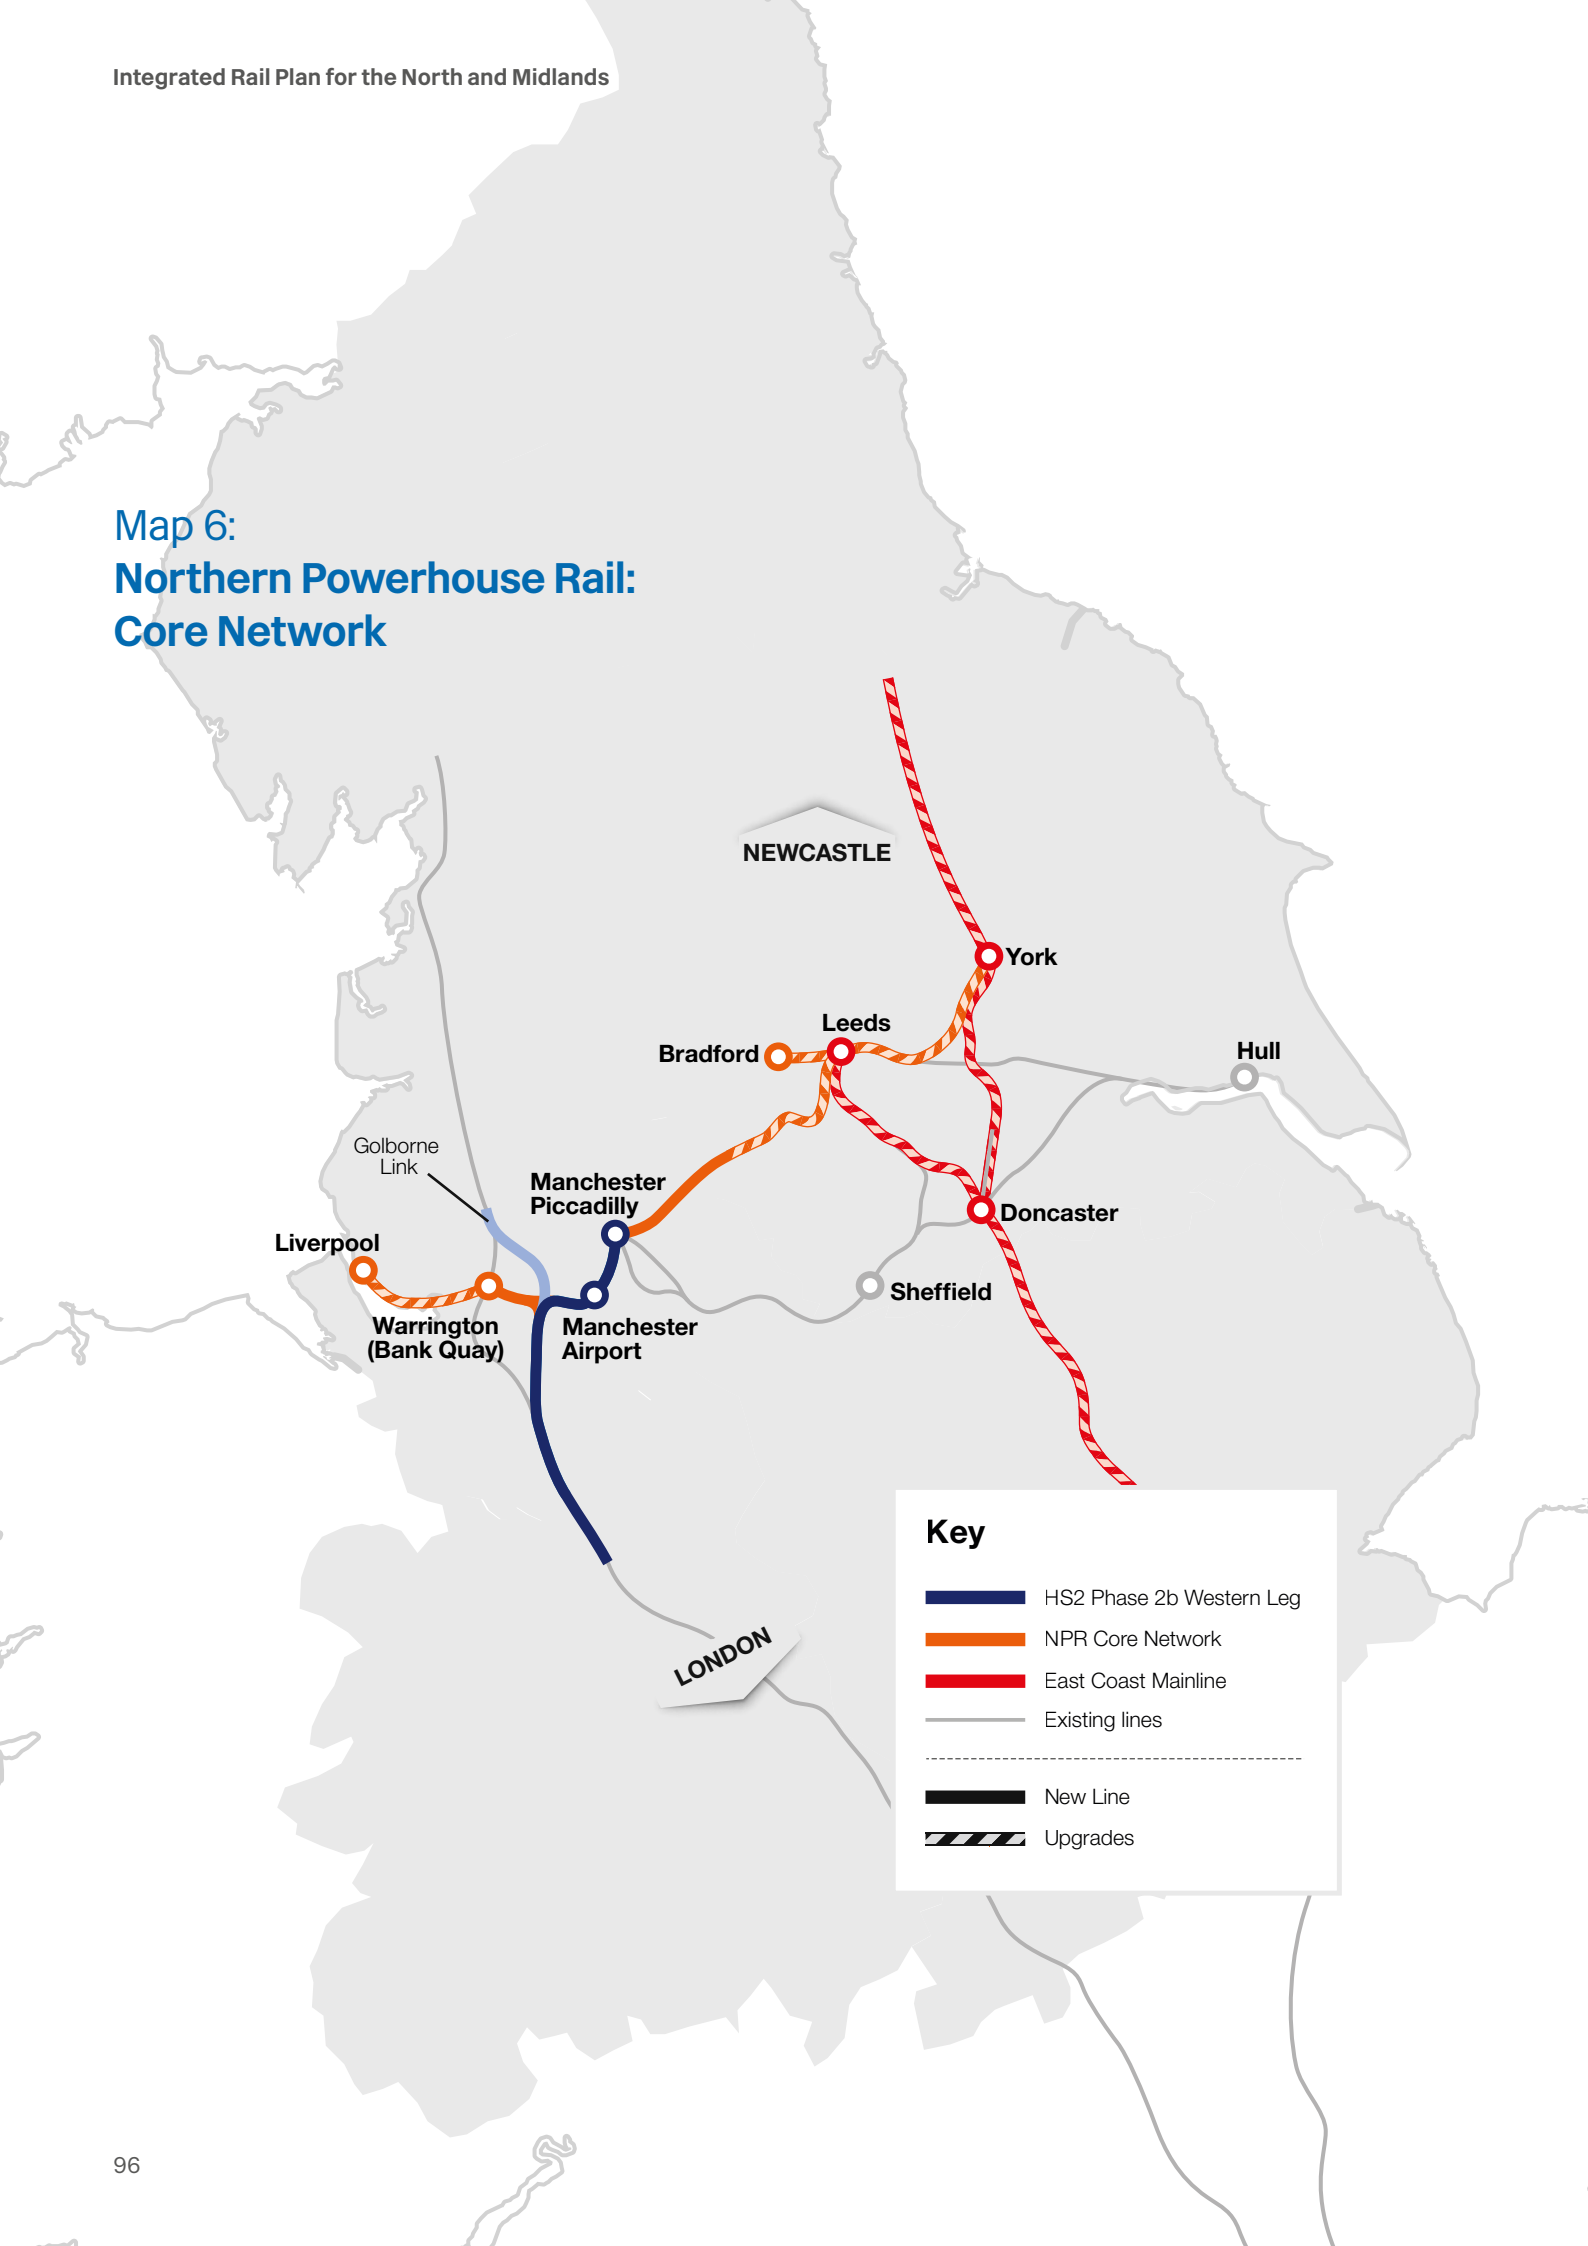 Integrated Rail Plan for the North and Midlands
Map 6:
Northern Powerhouse Rail:
Core Network
NEWCASTLE
York
Leeds
Bradford
Hull
Golborne
Link
Manchester
Piccadilly
Doncaster
Liverpool
Sheffield
Warrington
(Bank Quay)
Manchester
Airport
LONDON
Key
HS2 Phase 2b Western Leg
NPR Core Network
East Coast Mainline
Existing lines
New Line
Upgrades
96